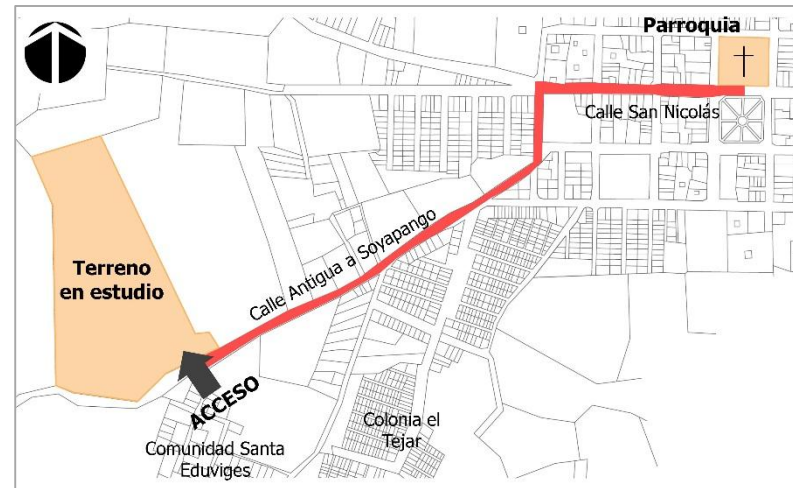 Parroquia
Calle San Nicolás
Calle Antigua a Soyapango
Terreno
en estudio
ACCESO
Colonia el
Tejar
Comunidad Santa
Eduviges